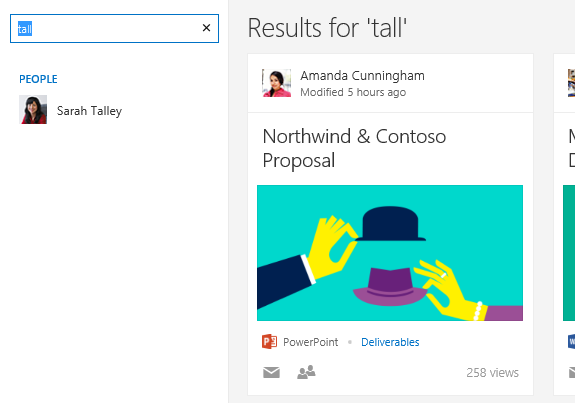 tall
PEOPLE
Sarah Talley
Results for 'tall'
Amanda Cunningham
Modified 5 hours ago
Northwind & Contoso
Proposal
PowerPoint • Deliverables
258 views